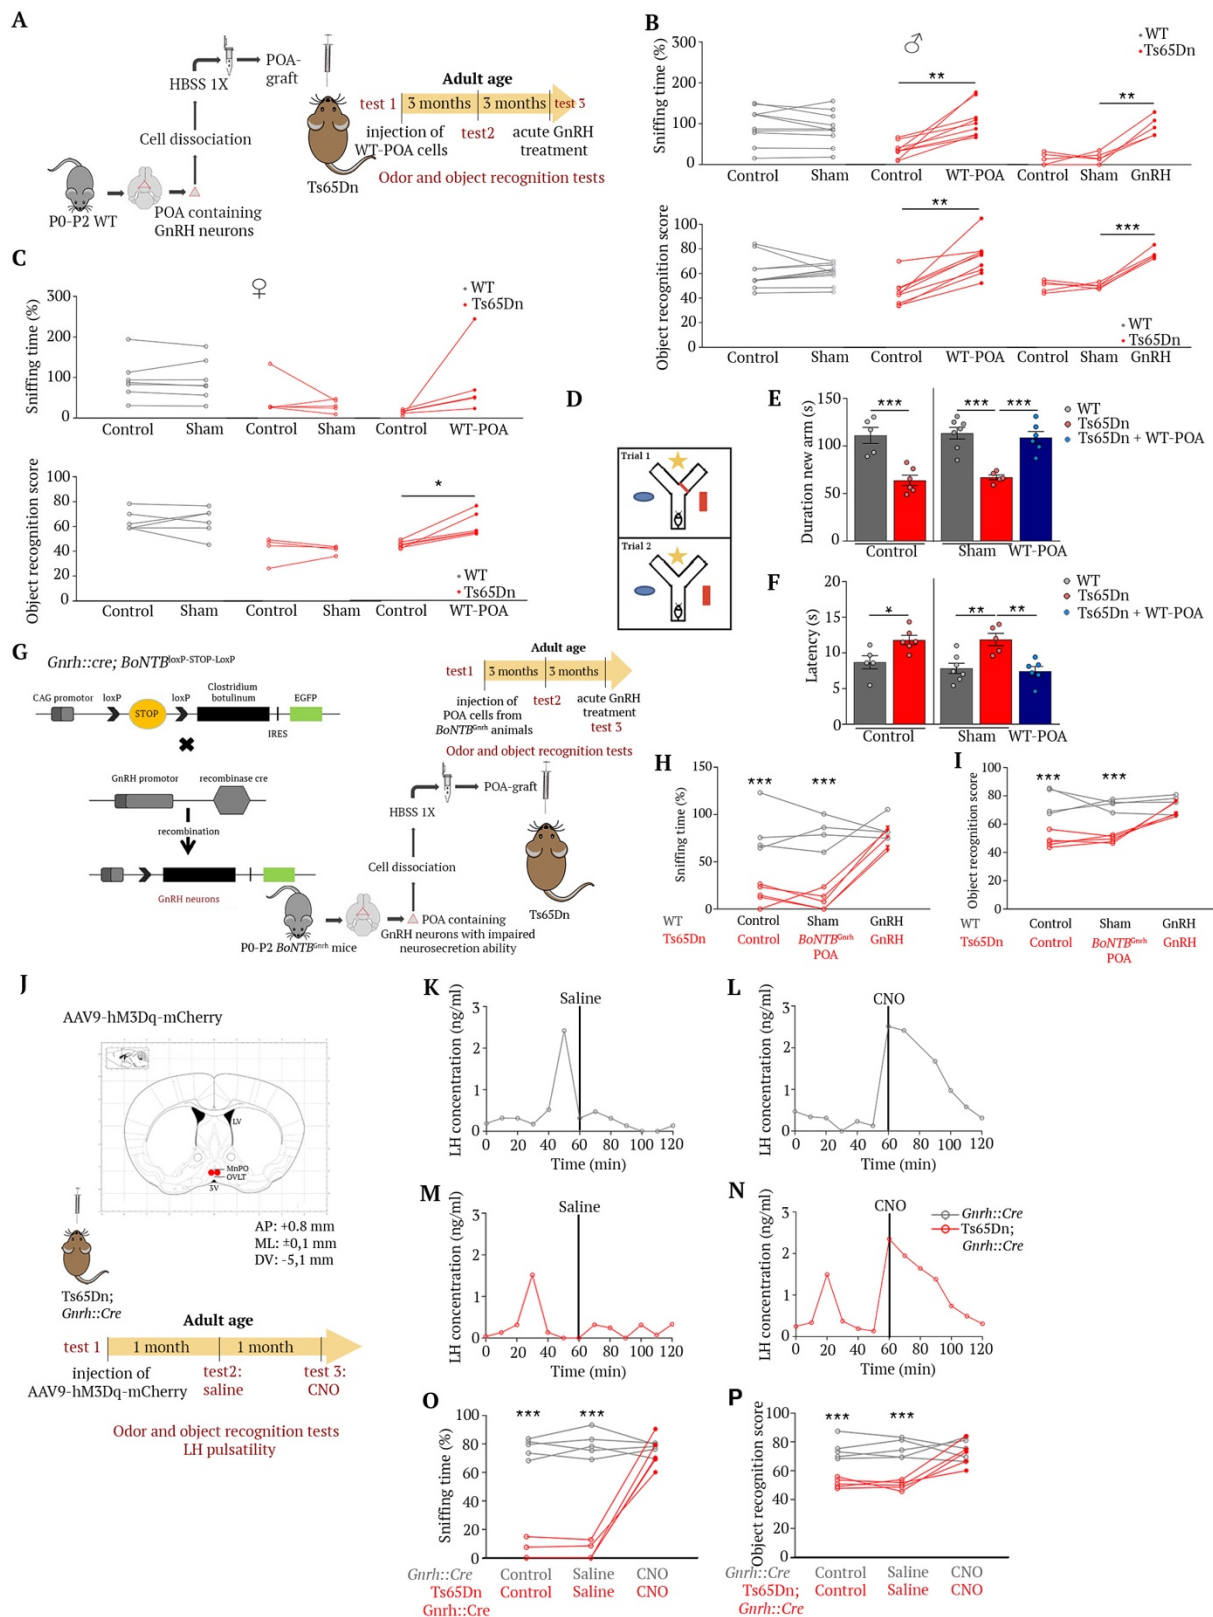 A
HBSS 1X
POA-
graft
Cell dissociation
P0-P2 WT
POA containing
GnRH neurons
Ts65Dn
Adult age
test 1
3 months
3 months
test 3
injection of
WT-POA cells
test2
acute GnRH
treatment
Odor and object recognition tests
B
WT
Ts65Dn
♂
Sniffing time (%)
300
200
100
0
**
**
Control
Sham
Control
WT-POA
Control
Sham
GnRH
Object recognition score
100
80
60
40
20
0
**
***
WT
Ts65Dn
Control
Sham
Control
WT-POA
Control
Sham
GnRH
C
♀
WT
Ts65Dn
Sniffing time (%)
300
200
100
0
Control
Sham
Control
Sham
Control
WT-POA
Object recognition score
100
80
60
40
20
0
*
WT
Ts65Dn
Control
Sham
Control
Sham
Control
WT-POA
D
Trial 1
Trial 2
E
Duration new arm (s)
150
100
50
0
***
***
***
WT
Ts65Dn
Ts65Dn + WT-POA
Control
Sham
WT-POA
F
Latency (s)
20
15
10
5
0
*
**
**
WT
Ts65Dn
Ts65Dn + WT-POA
Control
Sham
WT-POA
G
Gnrh::cre; BoNTB loxP-STOP-LoxP
CAG promotor
loxP
STOP
loxP
Clostridium
botulinum
IRES
EGFP
GnRH promotor
recombinase cre
recombination
GnRH neurons
P0-P2 BoNTB Gnrh mice
POA containing
GnRH neurons with impaired
neurosecretion ability
Cell dissociation
HBSS 1X
POA-graft
Ts65Dn
Adult age
test1
3 months
3 months
injection of
POA cells from
BoNTB Gnrh animals
test2
acute GnRH
treatment
test 3
Odor and object recognition tests
H
Sniffing time (%)
150
100
50
0
***
***
WT
Control
Sham
GnRH
Ts65Dn
Control
BoNTB Gnrh
POA
GnRH
I
Object recognition score
100
80
60
40
20
0
***
***
WT
Control
Sham
GnRH
Ts65Dn
Control
BoNTB Gnrh
POA
GnRH
J
AAV9-hM3Dq-mCherry
LV
MnPO
OVLT
3V
AP: +0.8 mm
ML: ±0,1 mm
DV: -5,1 mm
Ts65Dn;
Gnrh::Cre
Adult age
test 1
1 month
1 month
injection of
AAV9-hM3Dq-mCherry
test2:
saline
test 3:
CNO
Odor and object recognition tests
LH pulsatility
K
Saline
LH concentration (ng/ml)
3
2
1
0
0 20 40 60 80 100 120
Time (min)
L
CNO
LH concentration (ng/ml)
3
2
1
0
0 20 40 60 80 100 120
Time (min)
M
Saline
LH concentration (ng/ml)
3
2
1
0
0 20 40 60 80 100 120
Time (min)
N
CNO
Gnrh::Cre
Ts65Dn;
Gnrh::Cre
LH concentration (ng/ml)
3
2
1
0
0 20 40 60 80 100 120
Time (min)
O
Sniffing time (%)
100
80
60
40
20
0
***
***
Gnrh::Cre
Control
Saline
CNO
Ts65Dn
Gnrh::Cre
Control
Saline
CNO
P
Object recognition score
100
80
60
40
20
0
***
***
Gnrh::Cre
Control
Saline
CNO
Ts65Dn;
Gnrh::Cre
Control
Saline
CNO